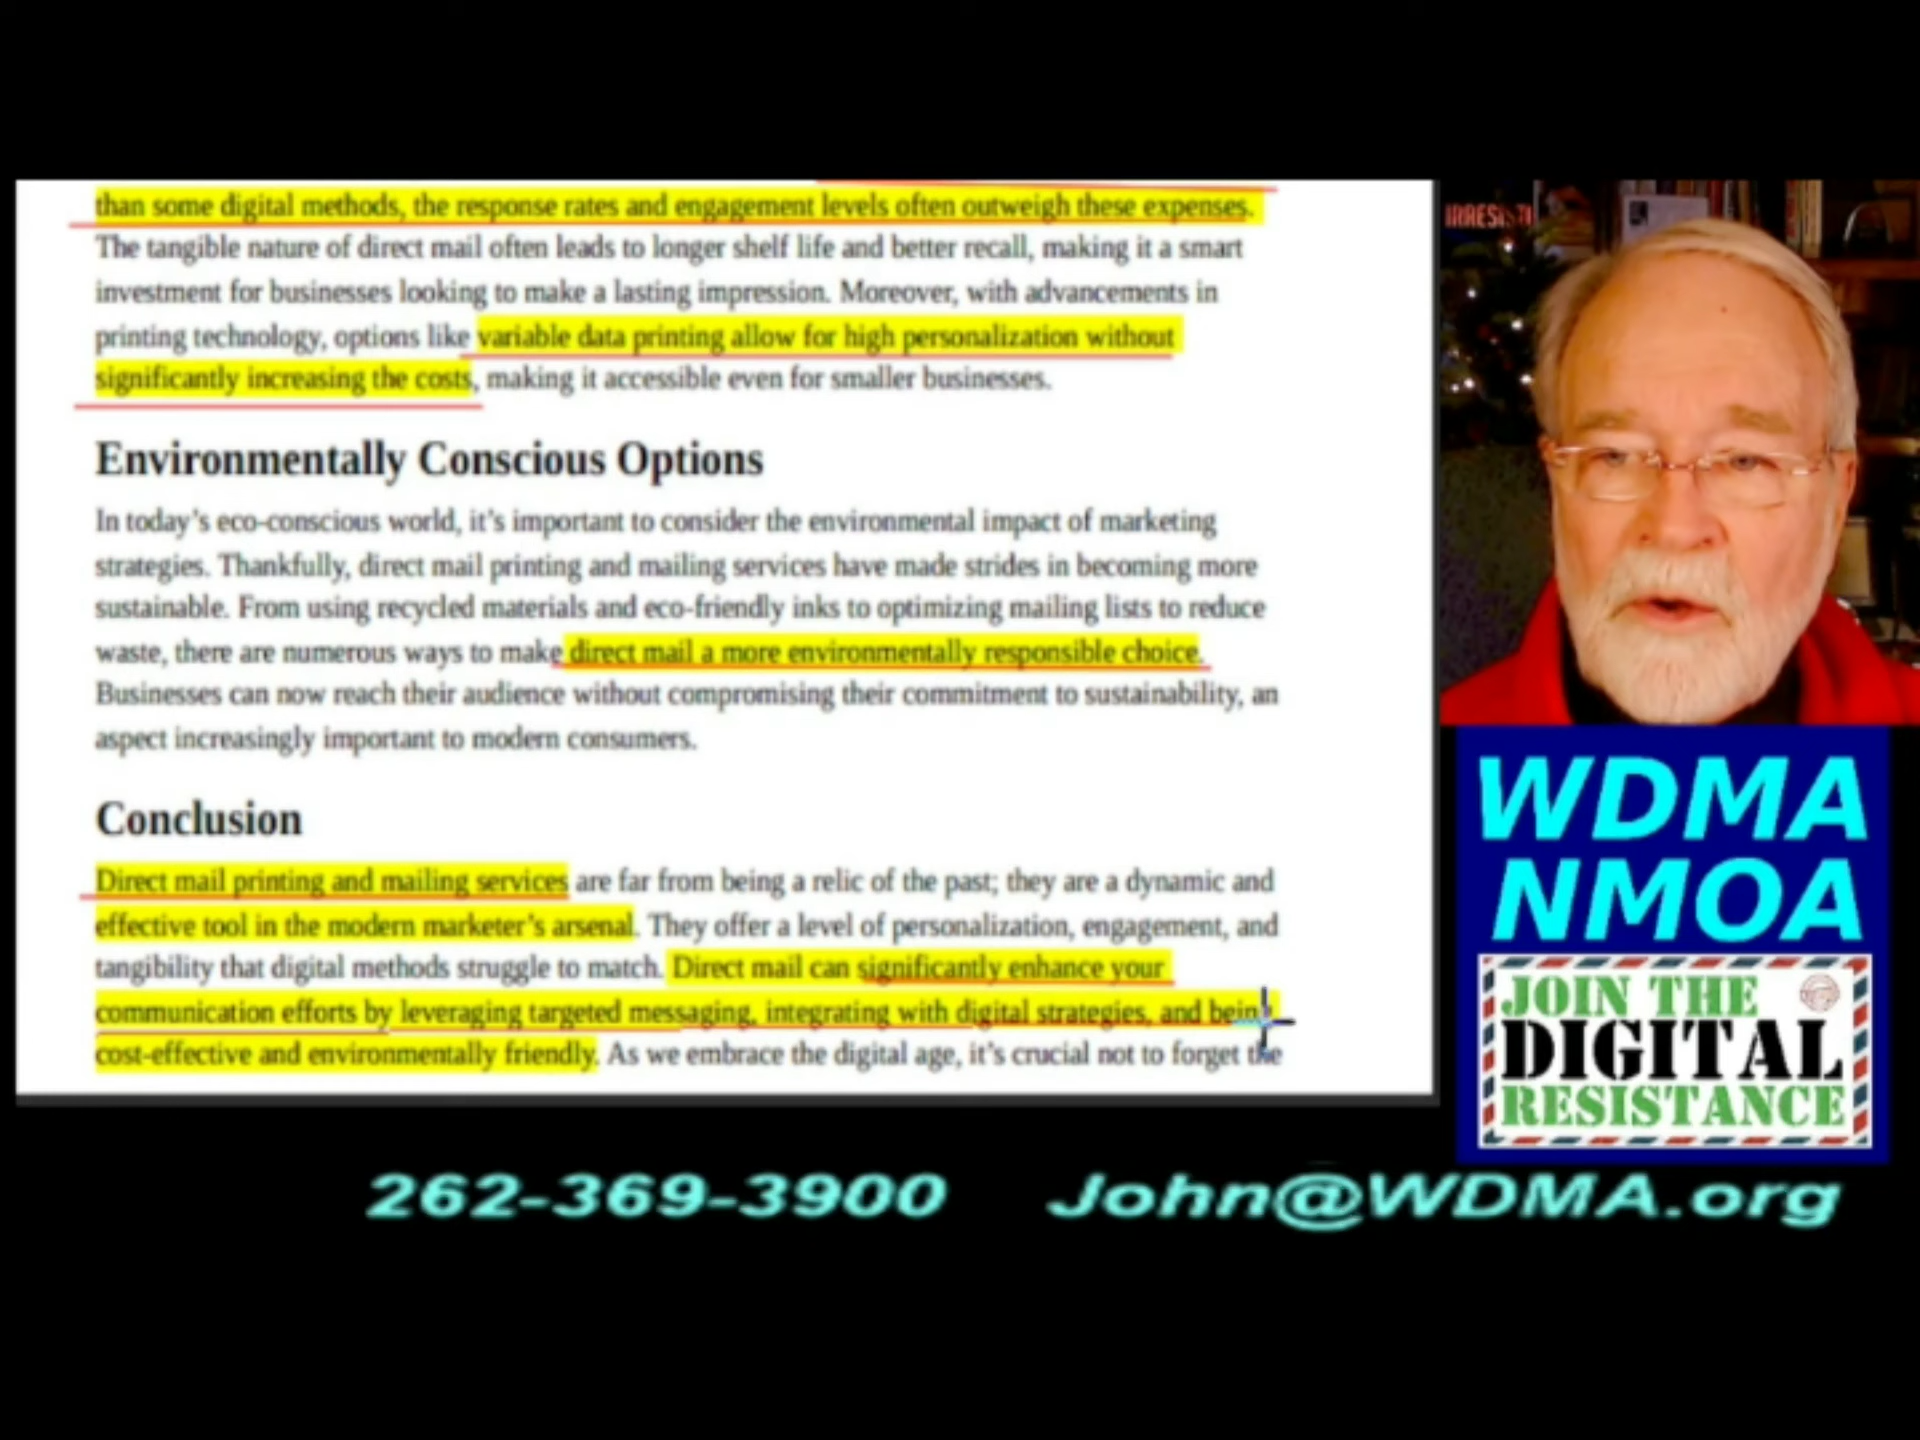 than some digital methods, the response rates and engagement levels often outweigh these expenses.
The tangible nature of direct mail often leads to longer shelf life and better recall, making it a smart
investment for businesses looking to make a lasting impression. Moreover, with advancements in
printing technology, options like variable data printing allow for high personalization without
significantly increasing the costs, making it accessible even for smaller businesses.
Environmentally Conscious Options
In today's eco-conscious world, it's important to consider the environmental impact of marketing
strategies. Thankfully, direct mail printing and mailing services have made strides in becoming more
sustainable. From using recycled materials and eco-friendly inks to optimizing mailing lists to reduce
waste, there are numerous ways to make direct mail a more environmentally responsible choice.
Businesses can now reach their audience without compromising their commitment to sustainability, an
aspect increasingly important to modern consumers.
Conclusion
Direct mail printing and mailing services are far from being a relic of the past; they are a dynamic and
effective tool in the modern marketer's arsenal. They offer a level of personalization, engagement, and
tangibility that digital methods struggle to match. Direct mail can significantly enhance your
communication efforts by leveraging targeted messaging, integrating with digital strategies, and being
cost-effective and environmentally friendly. As we embrace the digital age, it's crucial not to forget the
WDMA
NMOA
JOIN THE
DIGITAL
RESISTANCE
262-369-3900 John@WDMA.org